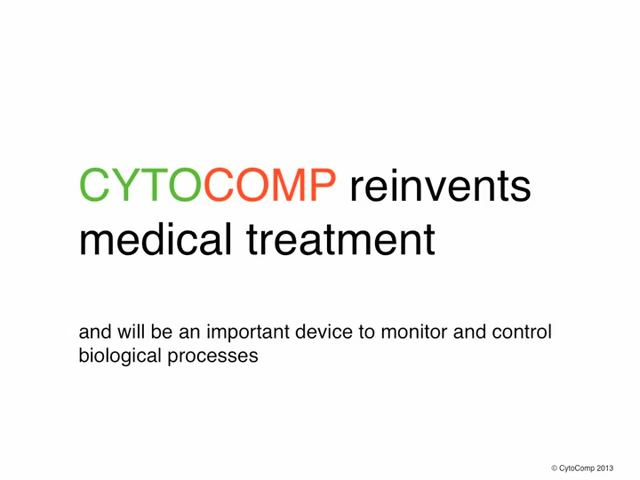 CYTOCOMP reinvents
medical treatment
and will be an important device to monitor and control
biological processes
© CytoComp 2013